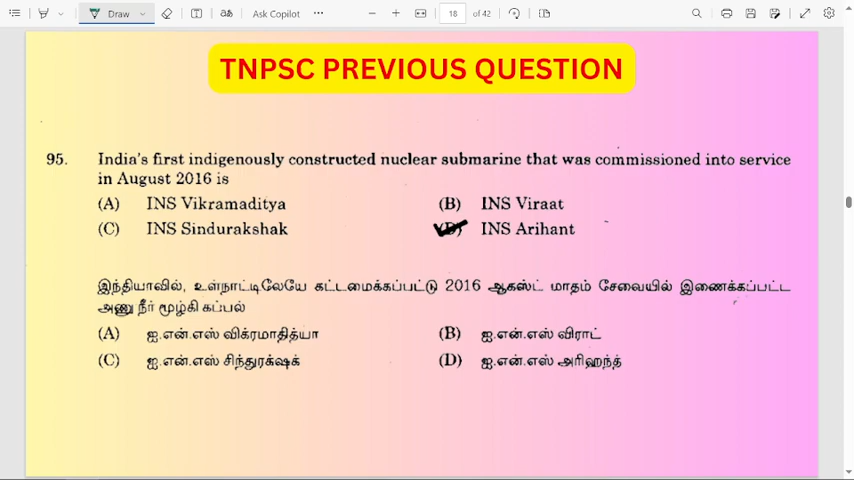 Draw
Ask Copilot
18 of 42
TNPSC PREVIOUS QUESTION
95. India's first indigenously constructed nuclear submarine that was commissioned into service
in August 2016 is
(A) INS Vikramaditya (B) INS Viraat
(C) INS Sindurakshak (D) INS Arihant
இந்தியாவில், உள்நாட்டிலேயே கட்டமைக்கப்பட்டு 2016 ஆகஸ்ட் மாதம் சேவையில் இணைக்கப்பட்ட
அணு நீர் மூழ்கி கப்பல்
(A) ஐ.என்.எஸ் விக்ரமாதித்யா (B) ஐ.என்.எஸ் விராட்
(C) ஐ.என்.எஸ் சிந்துரக்ஷக் (D) ஐ.என்.எஸ் அரிஹந்த்